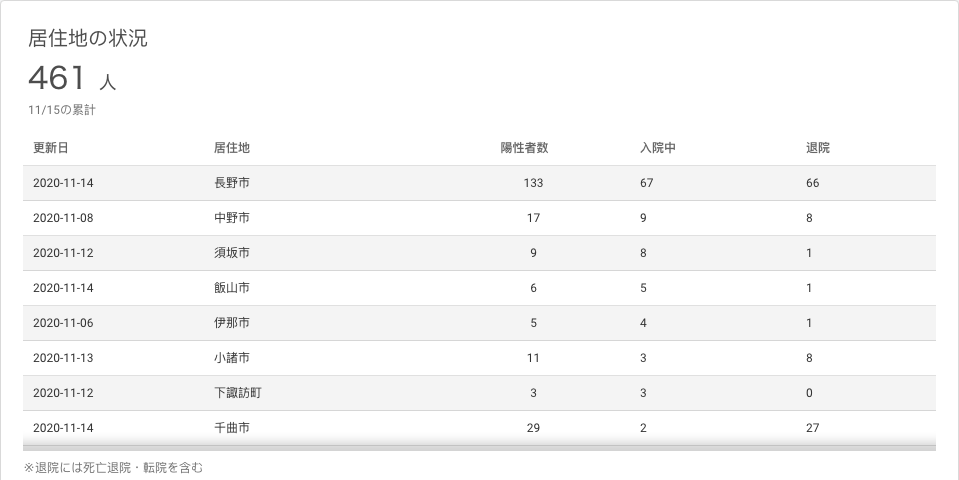 居住地の状況
461 人
11/15の累計
更新日 居住地 陽性者数 入院中 退院
2020-11-14 長野市 133 67 66
2020-11-08 中野市 17 9 8
2020-11-12 須坂市 9 8 1
2020-11-14 飯山市 6 5 1
2020-11-06 伊那市 5 4 1
2020-11-13 小諸市 11 3 8
2020-11-12 下諏訪町 3 3 0
2020-11-14 千曲市 29 2 27
※退院には死亡退院・転院を含む